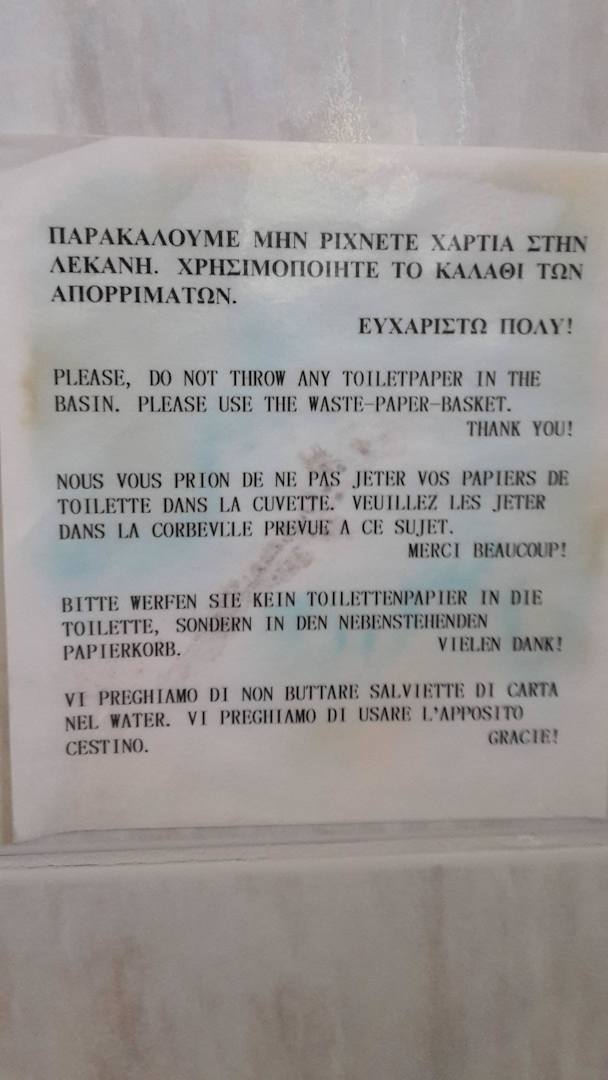 ΠΑΡΑΚΑΛΟΥΜΕ ΜΗΝ ΡΙΧΝΕΤΕ ΧΑΡΤΙΑ ΣΤΗΝ
ΛΕΚΑΝΗ. ΧΡΗΣΙΜΟΠΟΙΗΤΕ ΤΟ ΚΑΛΑΘΙ ΤΩΝ
ΑΠΟΡΡΙΜΑΤΩΝ.
ΕΥΧΑΡΙΣΤΩ ΠΟΛΥ!
PLEASE, DO NOT THROW ANY TOILETPAPER IN THE
BASIN. PLEASE USE THE WASTE-PAPER-BASKET.
THANK YOU!
NOUS VOUS PRION DE NE PAS JETER VOS PAPIERS DE
TOILETTE DANS LA CUVETTE. VEUILLEZ LES JETER
DANS LA CORBEVLLE PREVUE A CE SUJET.
MERCI BEAUCOUP!
BITTE WERFEN SIE KEIN TOILETTENPAPIER IN DIE
TOILETTE, SONDERN IN DEN NEBENSTEHENDEN
PAPIERKORB. VIELEN DANK!
VI PREGHIAMO DI NON BUTTARE SALVIETTE DI CARTA
NEL WATER. VI PREGHIAMO DI USARE L'APPOSITO
CESTINO. GRACIE!